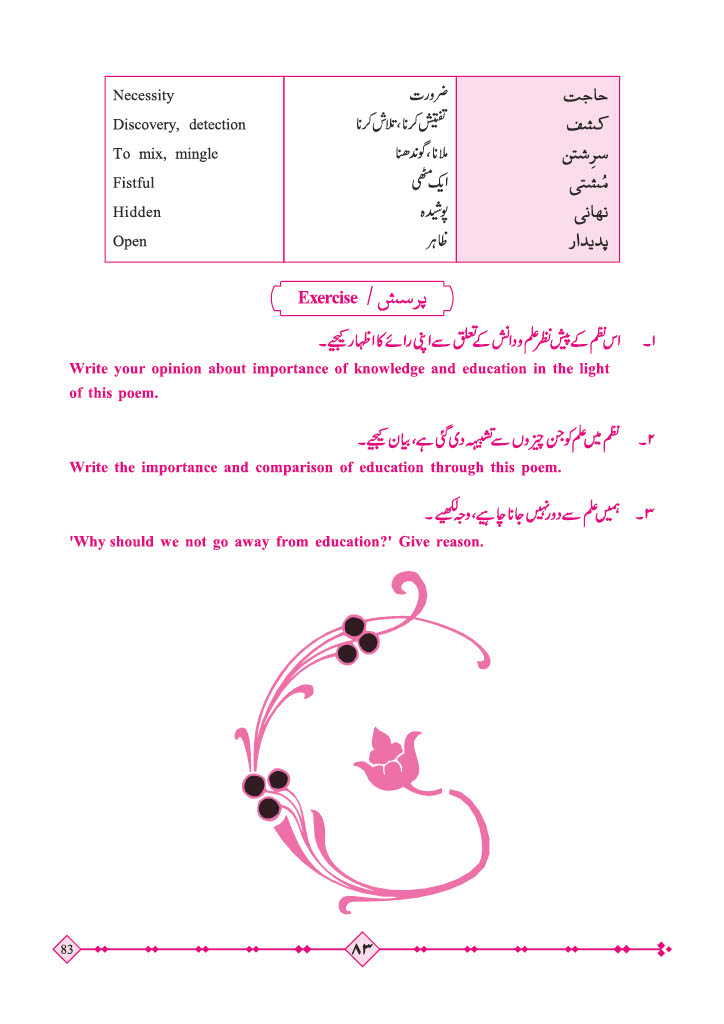 Necessity ضرورت حاجت
Discovery, detection تفتیش کرنا، تلاش کرنا کشف
To mix, mingle ملانا، گوندھنا سرِشتن
Fistful ایک مٹھی مُشتی
Hidden پوشیدہ نهانی
Open ظاہر پدیدار
Exercise / پرسش
۱۔ اس نظم کے پیش نظر علم و دانش کے تعلق سے اپنی رائے کا اظہار کیجیے۔
Write your opinion about importance of knowledge and education in the light
of this poem.
۲۔ نظم میں علم کو جن چیزوں سے تشبیہہ دی گئی ہے، بیان کیجیے۔
Write the importance and comparison of education through this poem.
۳۔ ہمیں علم سے دور نہیں جانا چاہیے، وجہ لکھیے۔
'Why should we not go away from education?' Give reason.
83 ۸۳